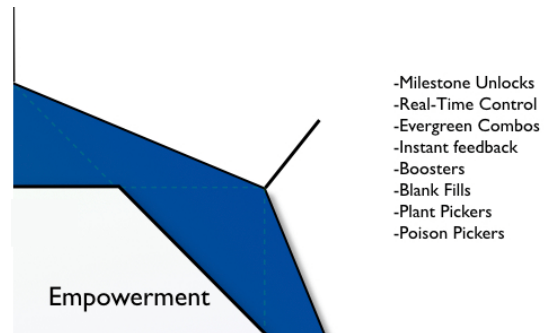 -Milestone Unlocks
-Real-Time Control
-Evergreen Combos
-Instant feedback
-Boosters
-Blank Fills
-Plant Pickers
-Poison Pickers
Empowerment